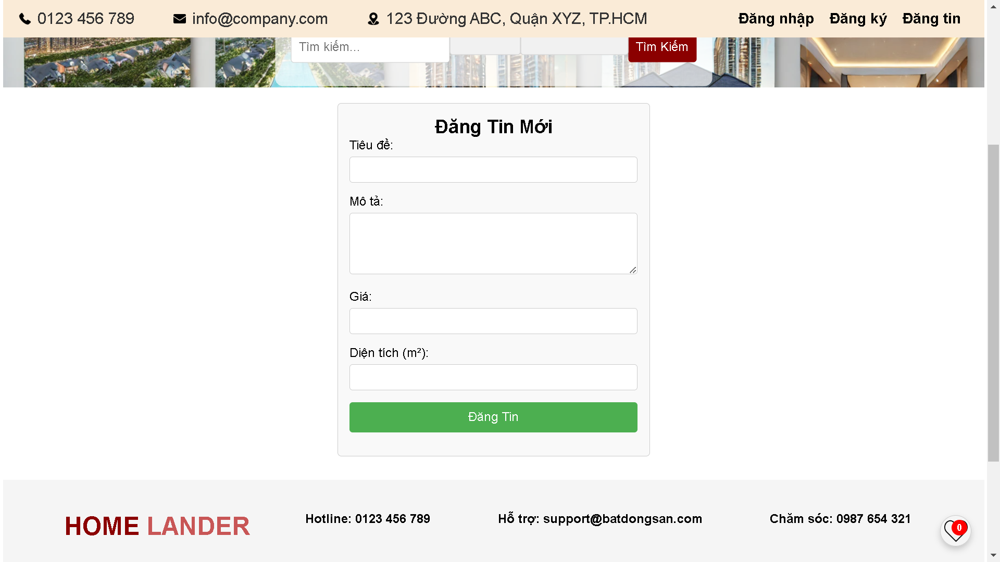 0123 456 789 info@company.com 123 Đường ABC, Quận XYZ, TP.HCM Đăng nhập Đăng ký Đăng tin
Tìm kiếm... Tìm Kiếm
Đăng Tin Mới
Tiêu đề:
Mô tả:
Giá:
Diện tích (m²):
Đăng Tin
HOME LANDER
Hotline: 0123 456 789
Hỗ trợ: support@batdongsan.com
Chăm sóc: 0987 654 321
0